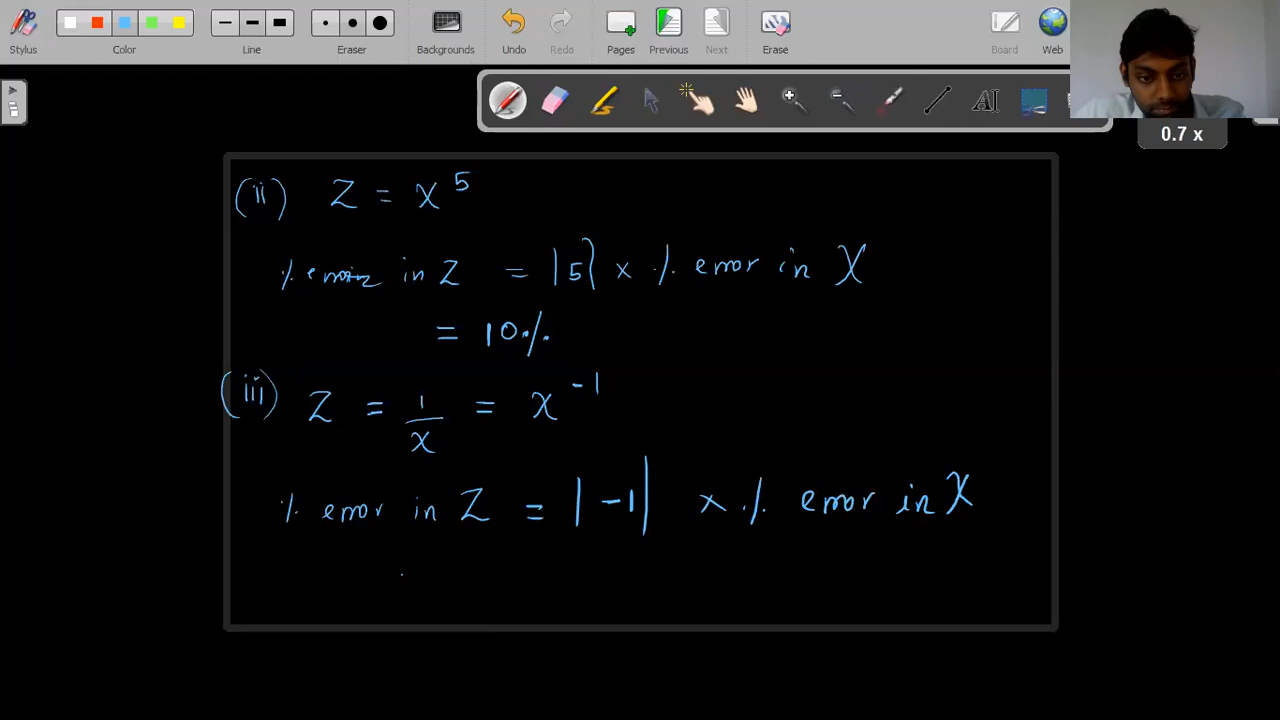 Stylus Color Line Eraser Backgrounds Undo Redo Pages Previous Next Erase Board Web
0.7 x
(ii) Z = X^5
% error in Z = |5| x % error in X
= 10%
(iii) Z = 1/x = x^-1
% error in Z = |-1| x % error in X